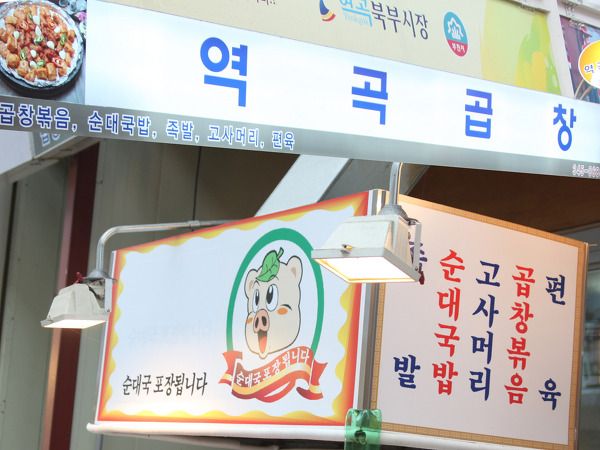 역곡북부시장
역곡곱창
곱창볶음, 순대국밥, 족발, 고사머리, 편육
순대국 포장됩니다
순대국 포장됩니다
편육
곱창볶음
고사머리
순대국밥
발